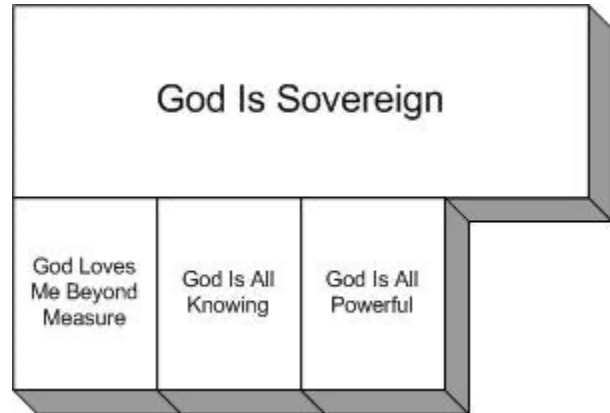 God Is Sovereign
God Loves
Me Beyond
Measure
God Is All
Knowing
God Is All
Powerful